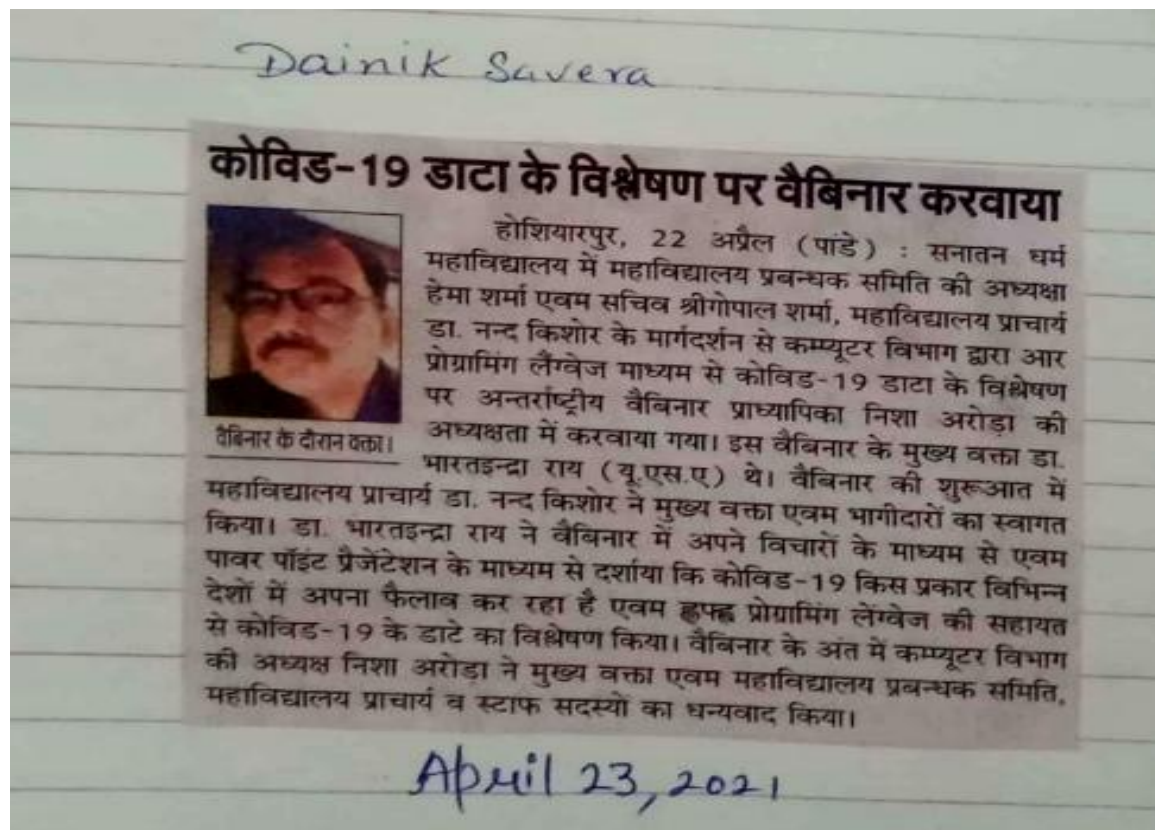 Dainik Savera
कोविड-19 डाटा के विश्लेषण पर वैबिनार करवाया
होशियारपुर, 22 अप्रैल (पांडे) : सनातन धर्म
महाविद्यालय में महाविद्यालय प्रबन्धक समिति की अध्यक्षा
हेमा शर्मा एवम सचिव श्रीगोपाल शर्मा, महाविद्यालय प्राचार्य
डा. नन्द किशोर के मार्गदर्शन से कम्प्यूटर विभाग द्वारा आर
प्रोग्रामिंग लैंग्वेज माध्यम से कोविड-19 डाटा के विश्लेषण
पर अन्तर्राष्ट्रीय वैबिनार प्राध्यापिका निशा अरोड़ा की
अध्यक्षता में करवाया गया। इस वैबिनार के मुख्य वक्ता डा.
भारतइन्द्रा राय (यू.एस.ए) थे। वैबिनार की शुरूआत में
वैबिनार के दौरान वक्ता।
महाविद्यालय प्राचार्य डा. नन्द किशोर ने मुख्य वक्ता एवम भागीदारों का स्वागत
किया। डा. भारतइन्द्रा राय ने वैबिनार में अपने विचारों के माध्यम से एवम
पावर पॉइंट प्रैजेंटेशन के माध्यम से दर्शाया कि कोविड-19 किस प्रकार विभिन्न
देशों में अपना फैलाव कर रहा है एवम प्रोग्रामिंग लेंग्वेज की सहायत
से कोविड-19 के डाटे का विश्लेषण किया। वैबिनार के अंत में कम्प्यूटर विभाग
की अध्यक्ष निशा अरोड़ा ने मुख्य वक्ता एवम महाविद्यालय प्रबन्धक समिति,
महाविद्यालय प्राचार्य व स्टाफ सदस्यों का धन्यवाद किया।
April 23, 2021